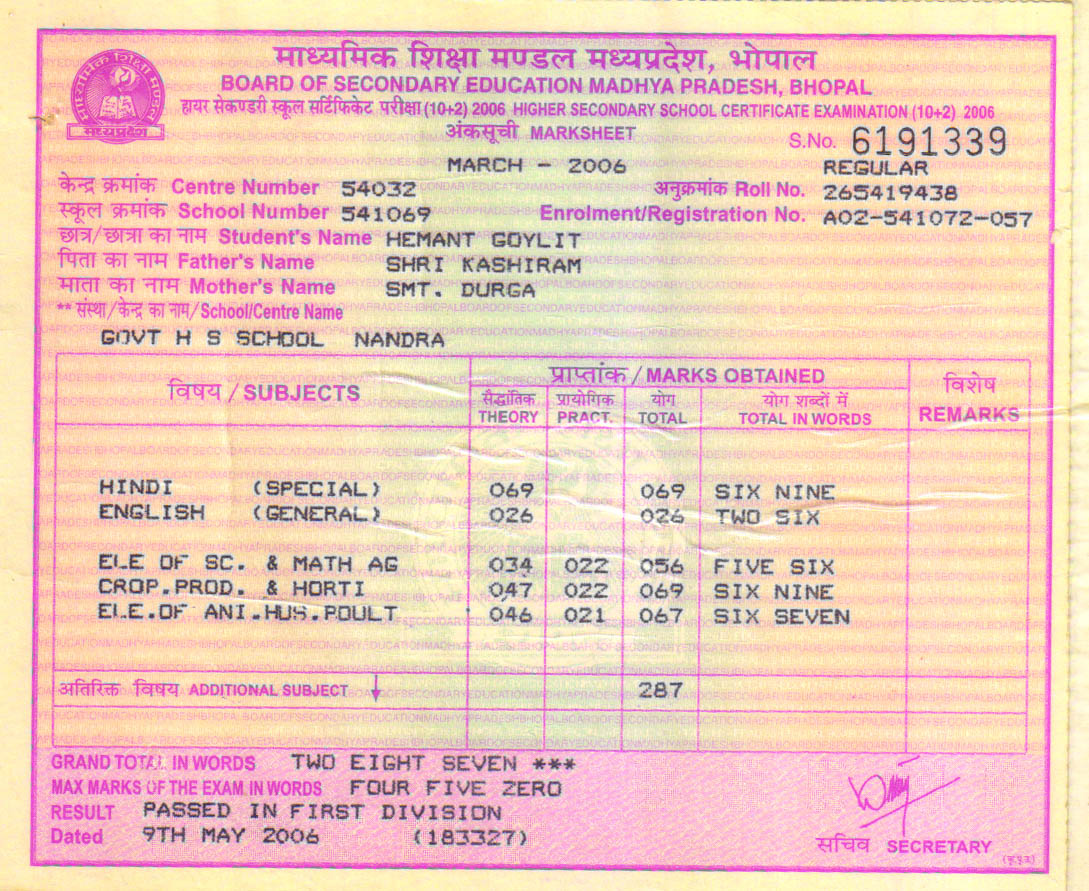 माध्यमिक शिक्षा मण्डल मध्यप्रदेश, भोपाल
BOARD OF SECONDARY EDUCATION MADHYA PRADESH, BHOPAL
हायर सेकण्डरी स्कूल सर्टिफिकेट परीक्षा (10+2) 2006 HIGHER SECONDARY SCHOOL CERTIFICATE EXAMINATION (10+2) 2006
अंकसूची MARKSHEET
S.No. 6191339
MARCH - 2006 REGULAR
केन्द्र क्रमांक Centre Number 54032 अनुक्रमांक Roll No. 265419438
स्कूल क्रमांक School Number 541069 Enrolment/Registration No. A02-541072-057
छात्र/छात्रा का नाम Student's Name HEMANT GOYLIT
पिता का नाम Father's Name SHRI KASHIRAM
माता का नाम Mother's Name SMT. DURGA
** संस्था/केन्द्र का नाम/School/Centre Name
GOVT H S SCHOOL NANDRA
विषय / SUBJECTS प्राप्तांक / MARKS OBTAINED विशेष REMARKS
सैद्धांतिक THEORY प्रायोगिक PRACT. योग TOTAL योग शब्दों में TOTAL IN WORDS
HINDI (SPECIAL) 069 069 SIX NINE
ENGLISH (GENERAL) 026 026 TWO SIX
ELE OF SC. & MATH AG 034 022 056 FIVE SIX
CROP.PROD. & HORTI 047 022 069 SIX NINE
ELE.OF ANI.HUS.POULT 046 021 067 SIX SEVEN
अतिरिक्त विषय ADDITIONAL SUBJECT ↓ 287
GRAND TOTAL IN WORDS TWO EIGHT SEVEN ***
MAX MARKS OF THE EXAM IN WORDS FOUR FIVE ZERO
RESULT PASSED IN FIRST DIVISION
Dated 9TH MAY 2006 (183327)
सचिव SECRETARY